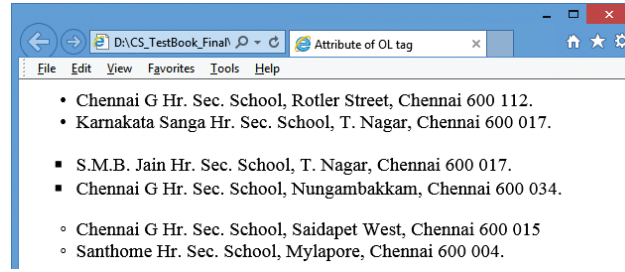 D:\CS_TestBook_Final\
Attribute of OL tag
File Edit View Favorites Tools Help
• Chennai G Hr. Sec. School, Rotler Street, Chennai 600 112.
• Karnakata Sanga Hr. Sec. School, T. Nagar, Chennai 600 017.
▪ S.M.B. Jain Hr. Sec. School, T. Nagar, Chennai 600 017.
▪ Chennai G Hr. Sec. School, Nungambakkam, Chennai 600 034.
◦ Chennai G Hr. Sec. School, Saidapet West, Chennai 600 015
◦ Santhome Hr. Sec. School, Mylapore, Chennai 600 004.